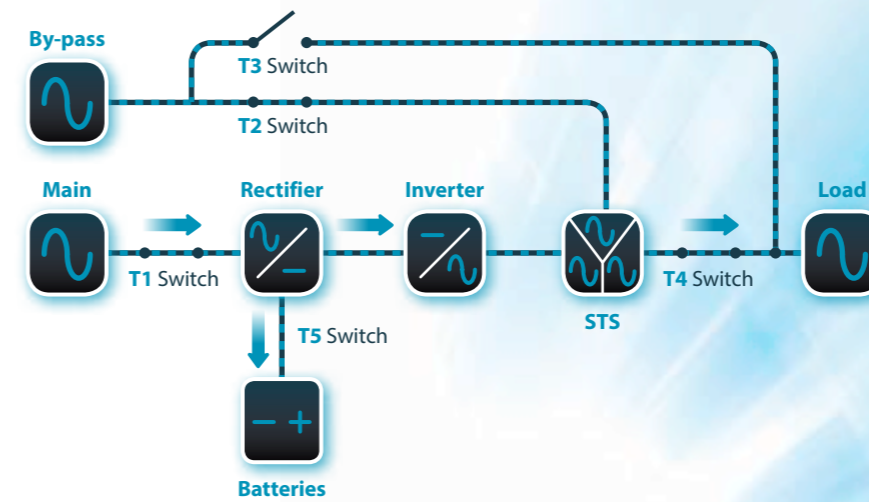 By-pass
T3 Switch
T2 Switch
Main
Rectifier
Inverter
Load
T1 Switch
T4 Switch
STS
T5 Switch
Batteries